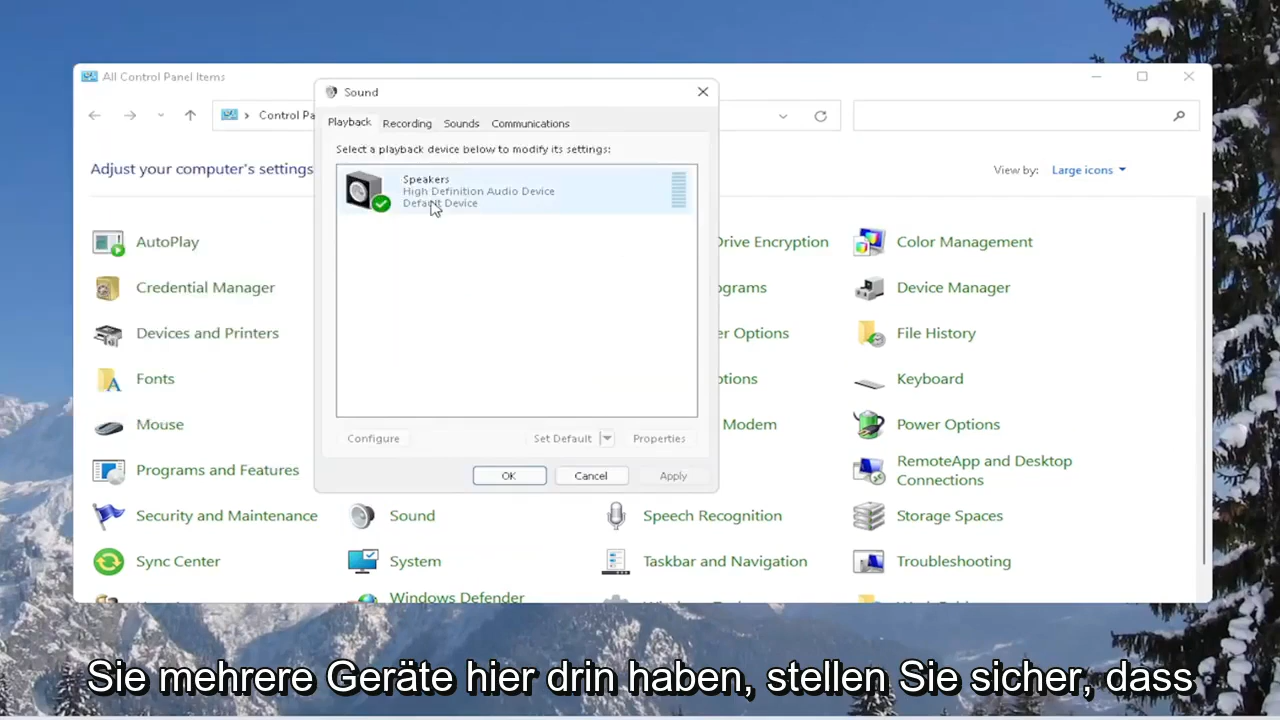 All Control Panel Items
Sound
Control Pa
Playback
Recording
Sounds
Communications
Select a playback device below to modify its settings:
Adjust your computer's settings
View by:
Large icons
Speakers
High Definition Audio Device
Default Device
AutoPlay
Drive Encryption
Color Management
Credential Manager
ograms
Device Manager
Devices and Printers
er Options
File History
Fonts
ptions
Keyboard
Mouse
Modem
Power Options
Configure
Set Default
Properties
Programs and Features
OK
Cancel
Apply
RemoteApp and Desktop
Connections
Security and Maintenance
Sound
Speech Recognition
Storage Spaces
Sync Center
System
Taskbar and Navigation
Troubleshooting
Windows Defender
Sie mehrere Geräte hier drin haben, stellen Sie sicher, dass